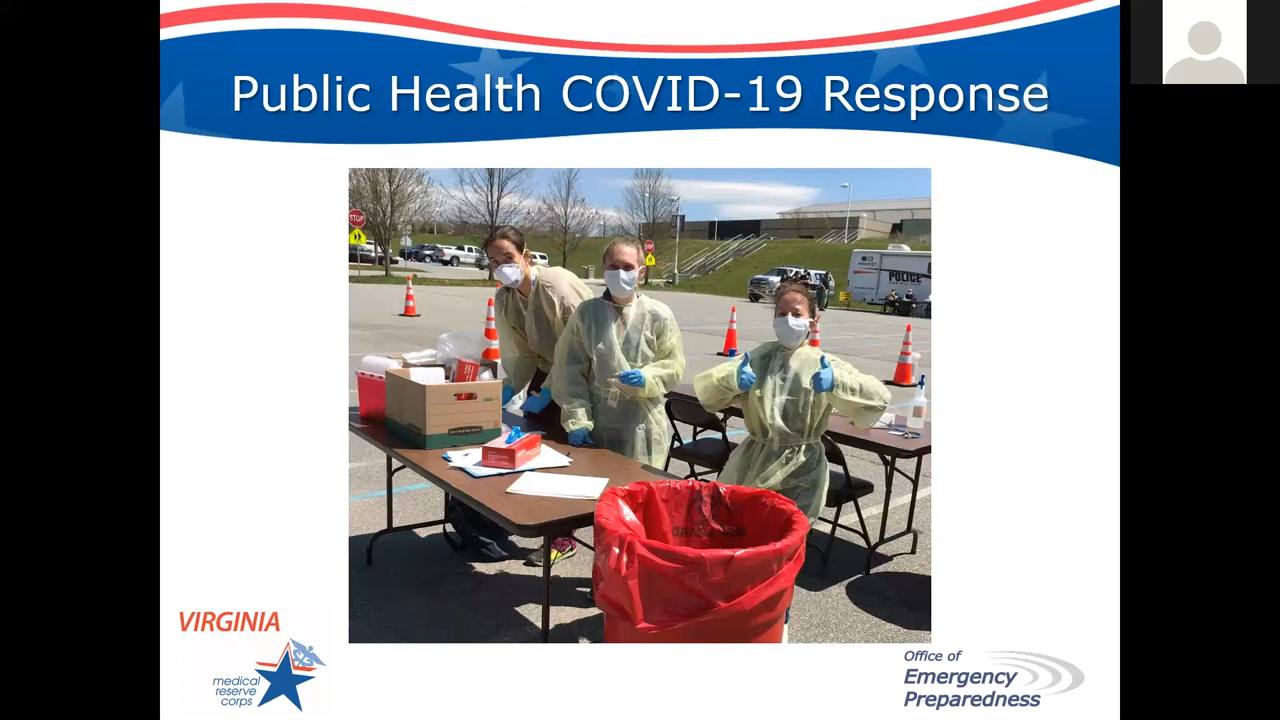 Public Health COVID-19 Response
STOP
POLICE
VIRGINIA
medical
reserve
corps
Office of
Emergency
Preparedness